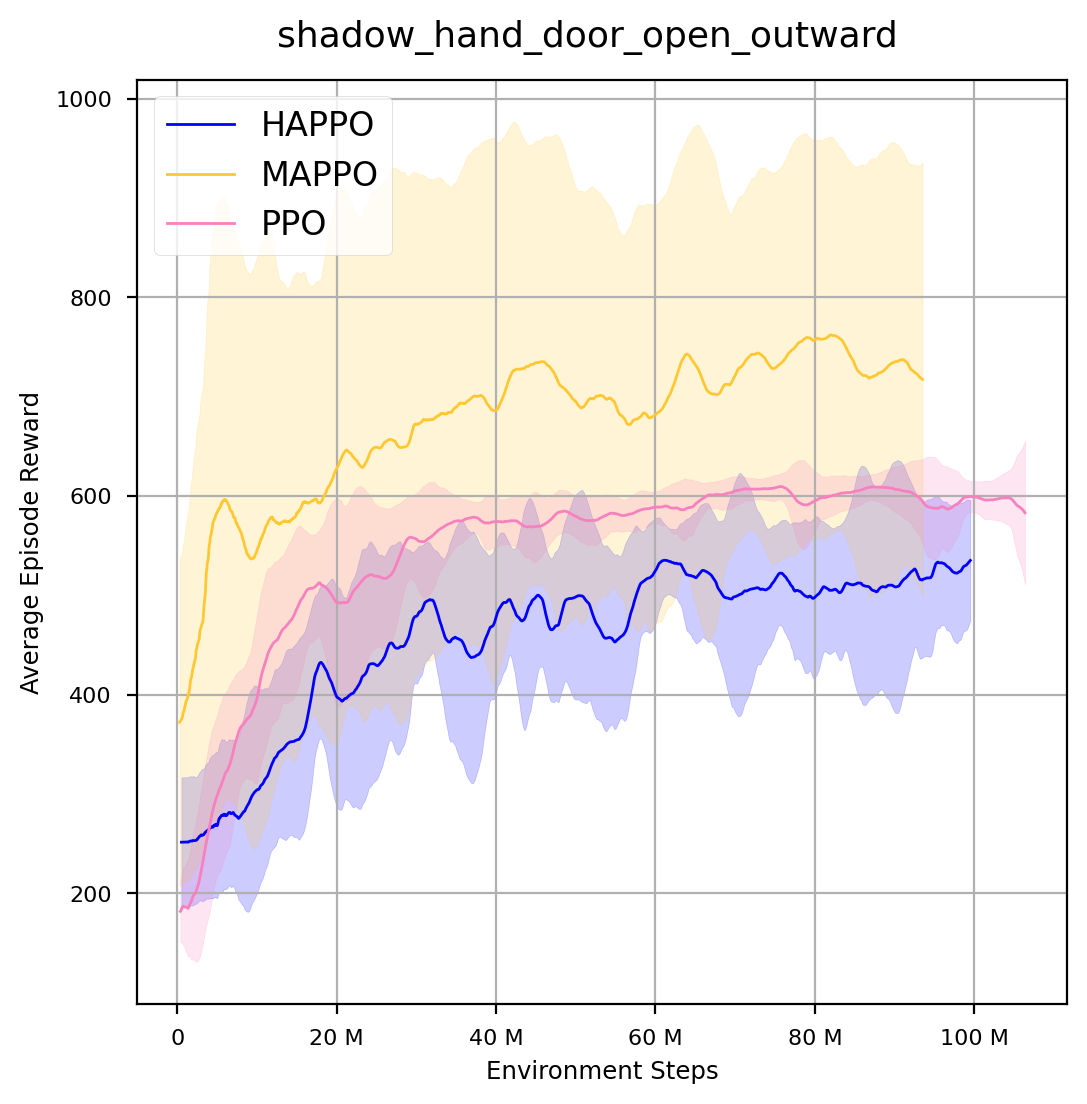 shadow_hand_door_open_outward
HAPPO
MAPPO
PPO
1000
800
600
400
200
Average Episode Reward
0
20 M
40 M
60 M
80 M
100 M
Environment Steps